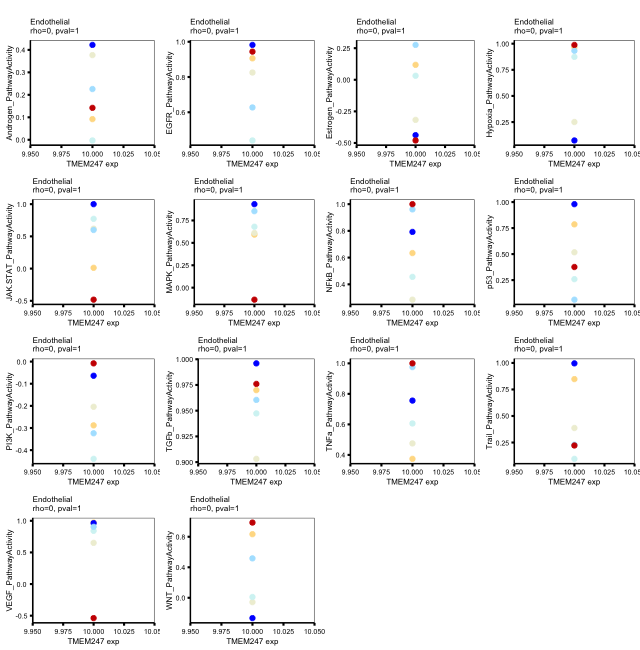 Endothelial
rho=0, pval=1
Androgen_PathwayActivity
0.4
0.3
0.2
0.1
0.0
9.950 9.975 10.000 10.025 10.05
TMEM247 exp
Endothelial
rho=0, pval=1
EGFR_PathwayActivity
1.0
0.8
0.6
9.950 9.975 10.000 10.025 10.05
TMEM247 exp
Endothelial
rho=0, pval=1
Estrogen_PathwayActivity
0.25
0.00
-0.25
-0.50
9.950 9.975 10.000 10.025 10.05
TMEM247 exp
Endothelial
rho=0, pval=1
Hypoxia_PathwayActivity
1.00
0.75
0.50
0.25
9.950 9.975 10.000 10.025 10.05
TMEM247 exp
Endothelial
rho=0, pval=1
JAK.STAT_PathwayActivity
1.0
0.5
0.0
-0.5
9.950 9.975 10.000 10.025 10.05
TMEM247 exp
Endothelial
rho=0, pval=1
MAPK_PathwayActivity
0.75
0.50
0.25
0.00
9.950 9.975 10.000 10.025 10.05
TMEM247 exp
Endothelial
rho=0, pval=1
NFkB_PathwayActivity
1.0
0.8
0.6
0.4
9.950 9.975 10.000 10.025 10.05
TMEM247 exp
Endothelial
rho=0, pval=1
p53_PathwayActivity
1.00
0.75
0.50
0.25
9.950 9.975 10.000 10.025 10.05
TMEM247 exp
Endothelial
rho=0, pval=1
PI3K_PathwayActivity
0.0
-0.1
-0.2
-0.3
-0.4
9.950 9.975 10.000 10.025 10.05
TMEM247 exp
Endothelial
rho=0, pval=1
TGFb_PathwayActivity
1.000
0.975
0.950
0.925
0.900
9.950 9.975 10.000 10.025 10.05
TMEM247 exp
Endothelial
rho=0, pval=1
TNFa_PathwayActivity
1.0
0.8
0.6
0.4
9.950 9.975 10.000 10.025 10.05
TMEM247 exp
Endothelial
rho=0, pval=1
Trail_PathwayActivity
1.00
0.75
0.50
0.25
9.950 9.975 10.000 10.025 10.05
TMEM247 exp
Endothelial
rho=0, pval=1
VEGF_PathwayActivity
1.0
0.5
0.0
-0.5
9.950 9.975 10.000 10.025 10.05
TMEM247 exp
Endothelial
rho=0, pval=1
WNT_PathwayActivity
1.0
0.5
0.0
9.950 9.975 10.000 10.025 10.050
TMEM247 exp